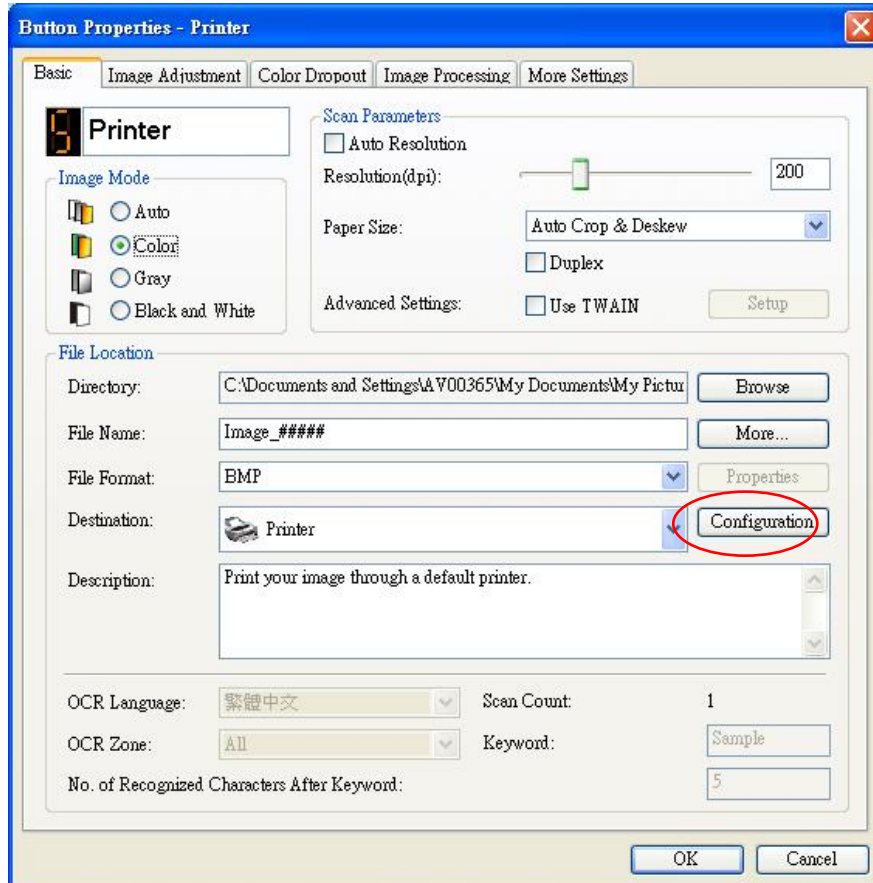 Button Properties - Printer
Basic Image Adjustment Color Dropout Image Processing More Settings
5 Printer
Image Mode
Auto
Color
Gray
Black and White
Scan Parameters
Auto Resolution
Resolution(dpi): 200
Paper Size: Auto Crop & Deskew
Duplex
Advanced Settings: Use TWAIN Setup
File Location
Directory: C:\Documents and Settings\AV00365\My Documents\My Pictur Browse
File Name: Image_##### More...
File Format: BMP Properties
Destination: Printer Configuration
Description: Print your image through a default printer.
OCR Language: 繁體中文 Scan Count: 1
OCR Zone: All Keyword: Sample
No. of Recognized Characters After Keyword: 5
OK Cancel